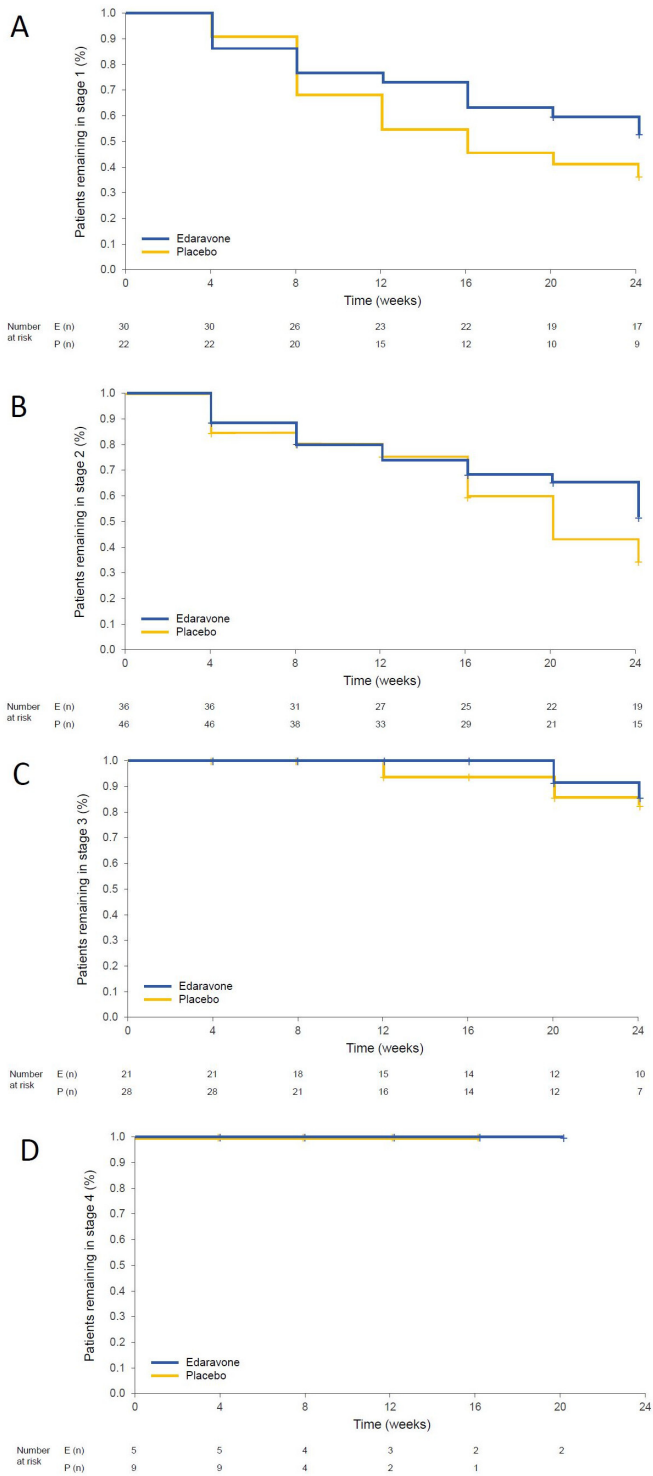 A
Patients remaining in stage 1 (%)
1.0
0.9
0.8
0.7
0.6
0.5
0.4
0.3
0.2
0.1
0.0
Edaravone
Placebo
0 4 8 12 16 20 24
Time (weeks)
Number at risk
E (n) 30 30 26 23 22 19 17
P (n) 22 22 20 15 12 10 9
B
Patients remaining in stage 2 (%)
1.0
0.9
0.8
0.7
0.6
0.5
0.4
0.3
0.2
0.1
0.0
Edaravone
Placebo
0 4 8 12 16 20 24
Time (weeks)
Number at risk
E (n) 36 36 31 27 25 22 19
P (n) 46 46 38 33 29 21 15
C
Patients remaining in stage 3 (%)
1.0
0.9
0.8
0.7
0.6
0.5
0.4
0.3
0.2
0.1
0.0
Edaravone
Placebo
0 4 8 12 16 20 24
Time (weeks)
Number at risk
E (n) 21 21 18 15 14 12 10
P (n) 28 28 21 16 14 12 7
D
Patients remaining in stage 4 (%)
1.0
0.9
0.8
0.7
0.6
0.5
0.4
0.3
0.2
0.1
0.0
Edaravone
Placebo
0 4 8 12 16 20 24
Time (weeks)
Number at risk
E (n) 5 5 4 3 2 2
P (n) 9 9 4 2 1